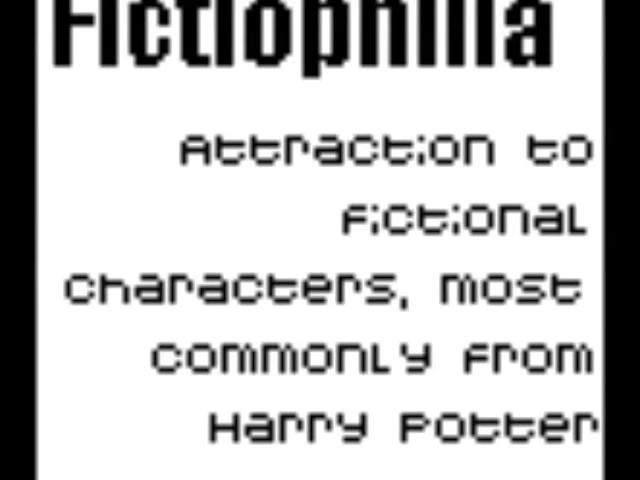 Fictiophilia
Attraction to
fictional
characters, most
commonly from
Harry Potter